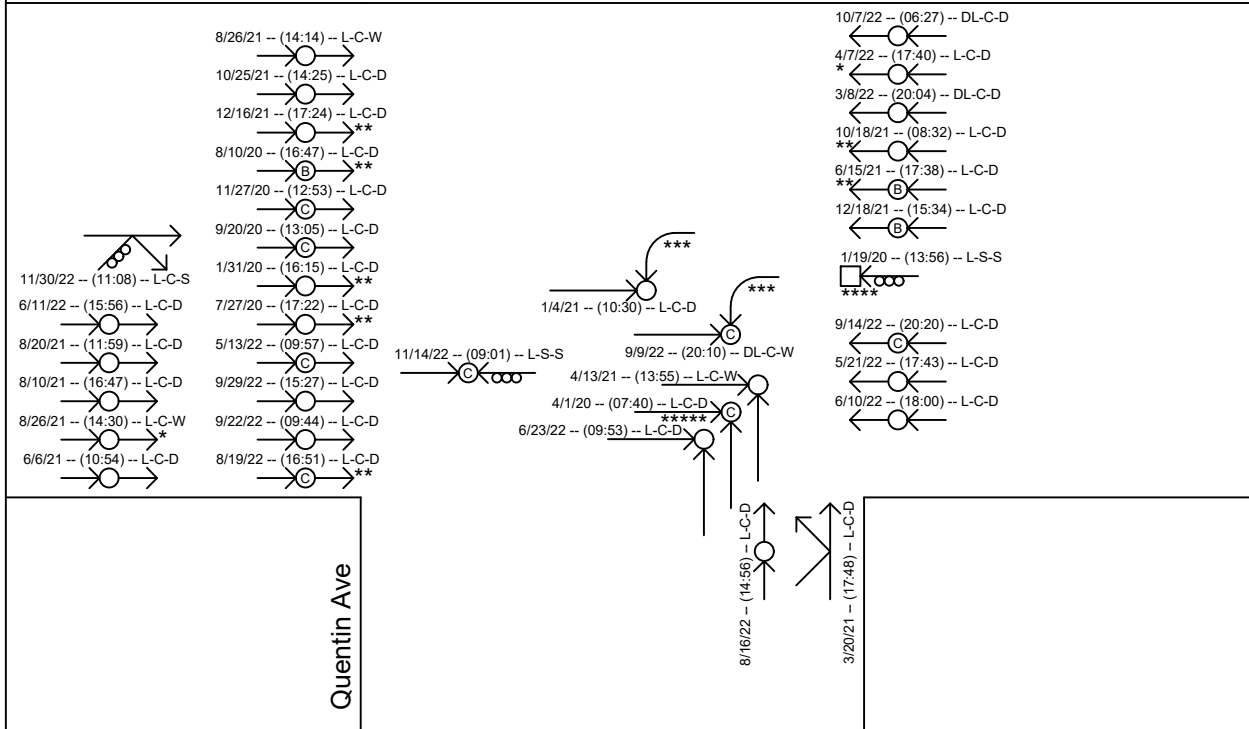 8/26/21 -- (14:14) -- L-C-W
10/25/21 -- (14:25) -- L-C-D
12/16/21 -- (17:24) -- L-C-D
**
8/10/20 -- (16:47) -- L-C-D
B
**
11/27/20 -- (12:53) -- L-C-D
C
9/20/20 -- (13:05) -- L-C-D
C
1/31/20 -- (16:15) -- L-C-D
**
7/27/20 -- (17:22) -- L-C-D
**
5/13/22 -- (09:57) -- L-C-D
C
9/29/22 -- (15:27) -- L-C-D
9/22/22 -- (09:44) -- L-C-D
8/19/22 -- (16:51) -- L-C-D
C
**
11/30/22 -- (11:08) -- L-C-S
6/11/22 -- (15:56) -- L-C-D
8/20/21 -- (11:59) -- L-C-D
8/10/21 -- (16:47) -- L-C-D
8/26/21 -- (14:30) -- L-C-W
*
6/6/21 -- (10:54) -- L-C-D
11/14/22 -- (09:01) -- L-S-S
C
***
1/4/21 -- (10:30) -- L-C-D
***
C
9/9/22 -- (20:10) -- DL-C-W
4/13/21 -- (13:55) -- L-C-W
4/1/20 -- (07:40) -- L-C-D
C
*****
6/23/22 -- (09:53) -- L-C-D
10/7/22 -- (06:27) -- DL-C-D
4/7/22 -- (17:40) -- L-C-D
*
3/8/22 -- (20:04) -- DL-C-D
10/18/21 -- (08:32) -- L-C-D
**
6/15/21 -- (17:38) -- L-C-D
**
B
12/18/21 -- (15:34) -- L-C-D
B
1/19/20 -- (13:56) -- L-S-S
****
9/14/22 -- (20:20) -- L-C-D
C
5/21/22 -- (17:43) -- L-C-D
6/10/22 -- (18:00) -- L-C-D
8/16/22 -- (14:56) -- L-C-D
3/20/21 -- (17:48) -- L-C-D
Quentin Ave